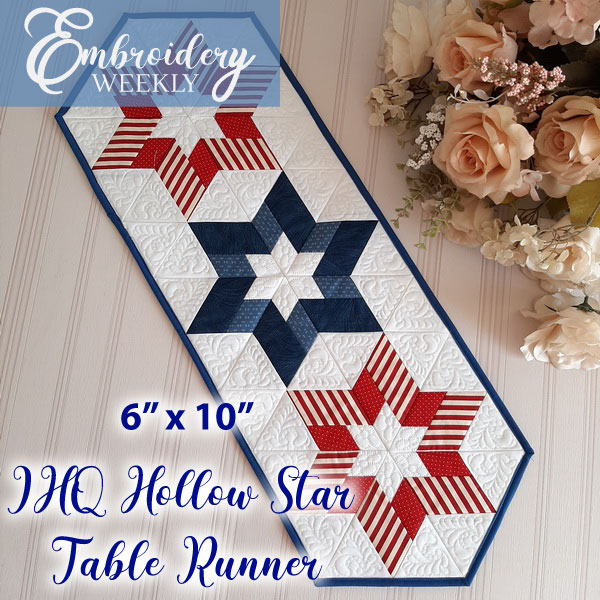 Embroidery
WEEKLY
6” x 10”
IHQ Hollow Star
Table Runner